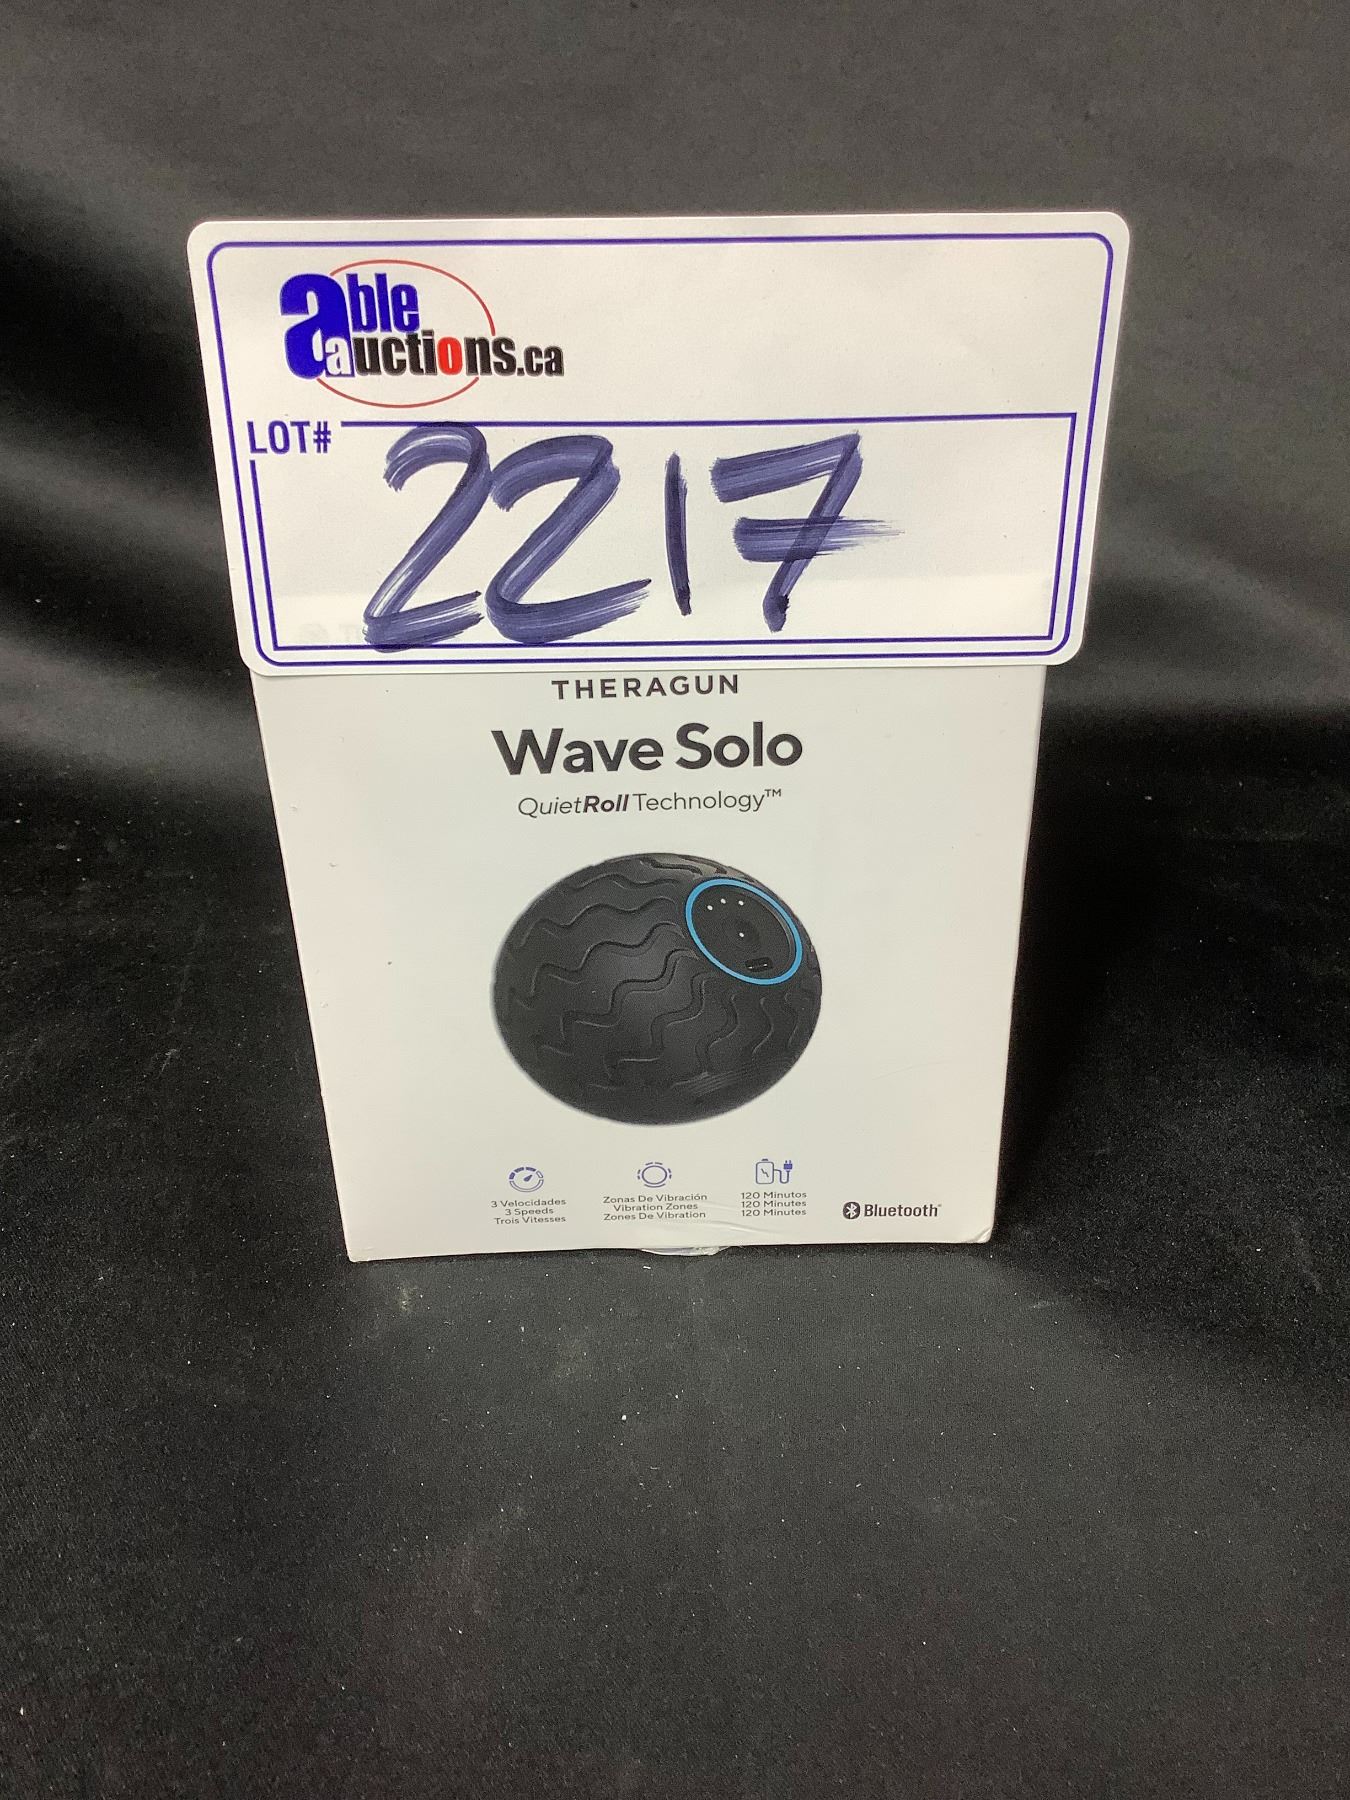 able
auctions.ca
LOT#
2217
THERAGUN
Wave Solo
QuietRoll Technology™
3 Velocidades
3 Speeds
Trois Vitesses
Zonas De Vibración
Vibration Zones
Zones De Vibration
120 Minutos
120 Minutes
120 Minutes
Bluetooth®